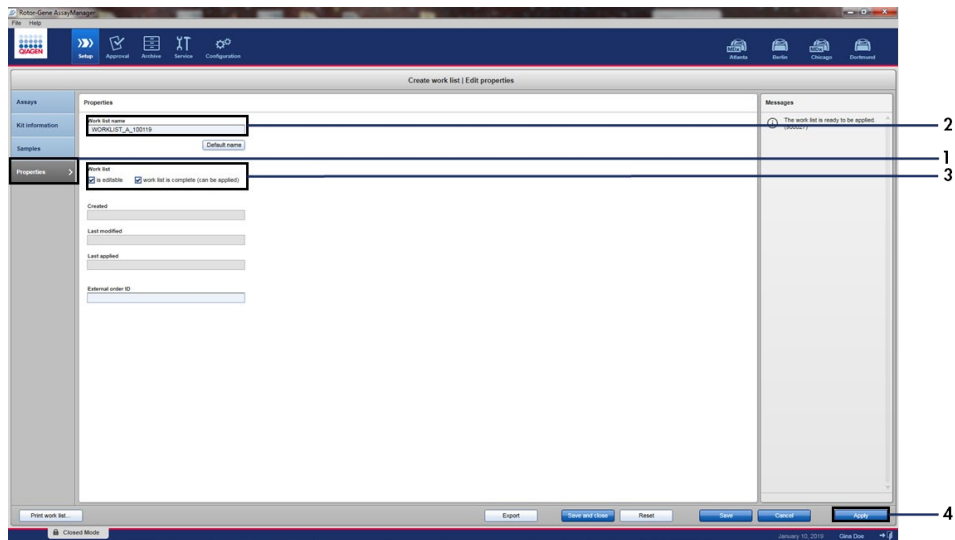 Rotor-Gene AssayManager
File Help
QIAGEN
Setup Approval Archive Service Configuration
Atlanta Berlin Chicago Dortmund
Create work list | Edit properties
Assays
Kit information
Samples
Properties
Properties
Work list name
WORKLIST_A_100119
Default name
Work list
is editable work list is complete (can be applied)
Created
Last modified
Last applied
External order ID
Messages
The work list is ready to be applied.
(900027)
2
1
3
4
Print work list...
Export Save and close Reset Save Cancel Apply
Closed Mode
January 10, 2019 Gina Doe